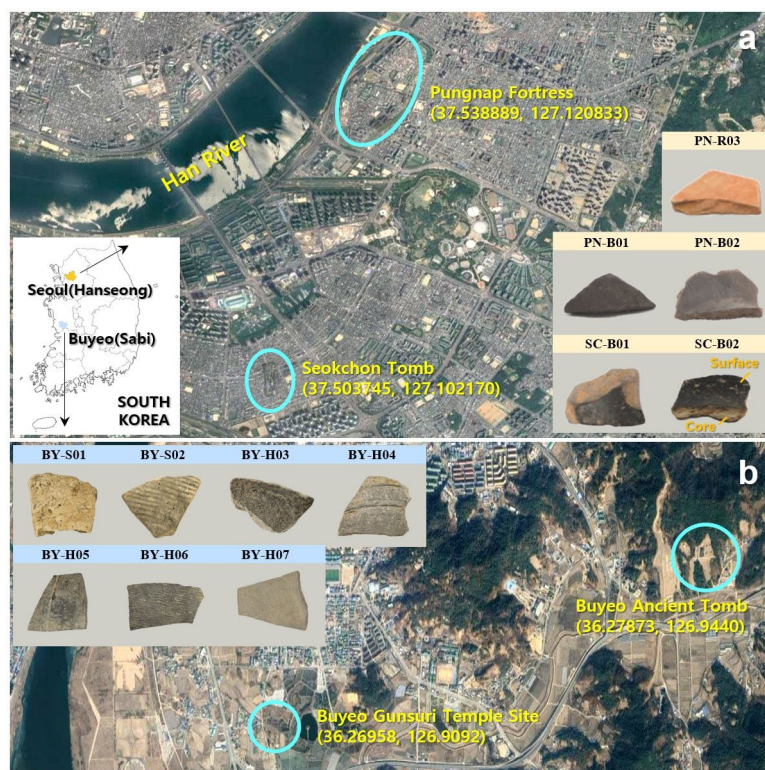 a
Pungnap Fortress
(37.538889, 127.120833)
Han River
PN-R03
PN-B01
PN-B02
Seoul(Hanseong)
Buyeo(Sabi)
SOUTH
KOREA
Seokchon Tomb
(37.503745, 127.102170)
SC-B01
SC-B02
Surface
Core
b
BY-S01
BY-S02
BY-H03
BY-H04
BY-H05
BY-H06
BY-H07
Buyeo Ancient Tomb
(36.27873, 126.9440)
Buyeo Gunsuri Temple Site
(36.26958, 126.9092)